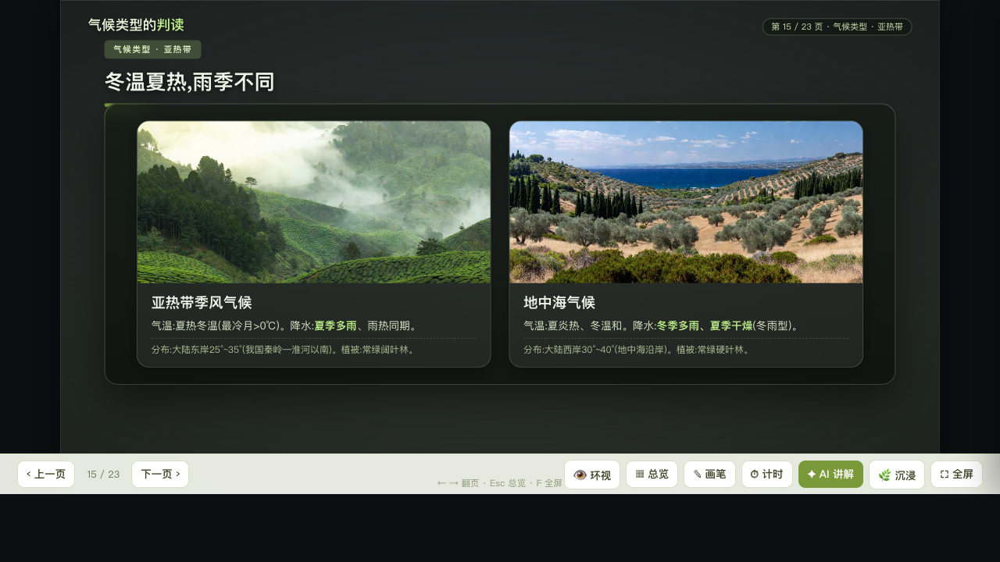 气候类型的判读
第 15 / 23 页 · 气候类型 · 亚热带
气候类型 · 亚热带
冬温夏热,雨季不同
亚热带季风气候
气温:夏热冬温(最冷月>0℃)。降水:夏季多雨、雨热同期。
分布:大陆东岸25°~35°(我国秦岭—淮河以南)。植被:常绿阔叶林。
地中海气候
气温:夏炎热、冬温和。降水:冬季多雨、夏季干燥(冬雨型)。
分布:大陆西岸30°~40°(地中海沿岸)。植被:常绿硬叶林。
‹ 上一页
15 / 23
下一页 ›
← → 翻页 · Esc 总览 · F 全屏
环视
总览
画笔
计时
AI 讲解
沉浸
全屏